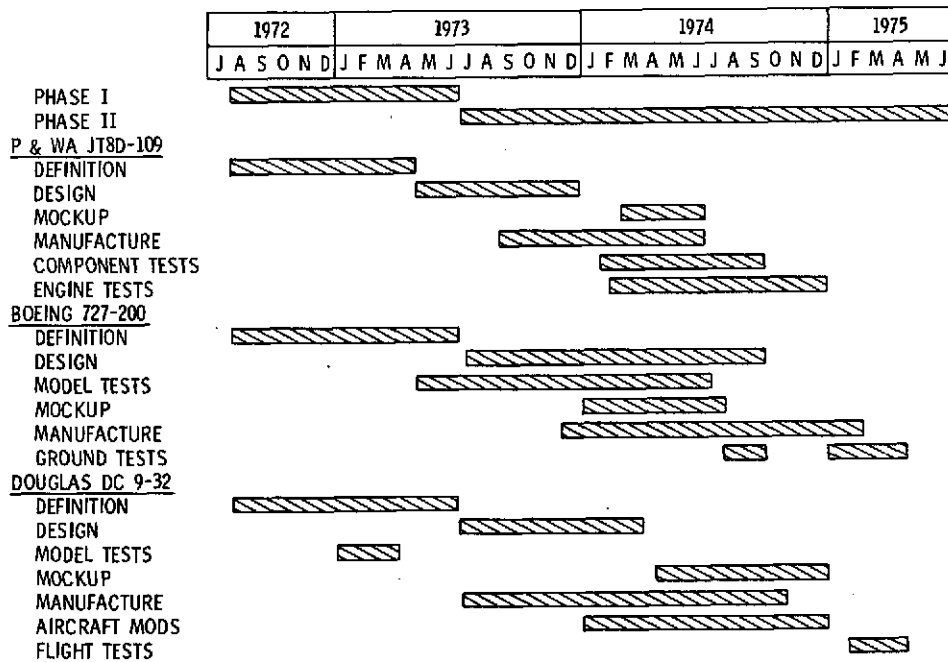 1972 1973 1974 1975
J A S O N D J F M A M J J A S O N D J F M A M J J A S O N D J F M A M J
PHASE I
PHASE II
P & WA JT8D-109
DEFINITION
DESIGN
MOCKUP
MANUFACTURE
COMPONENT TESTS
ENGINE TESTS
BOEING 727-200
DEFINITION
DESIGN
MODEL TESTS
MOCKUP
MANUFACTURE
GROUND TESTS
DOUGLAS DC 9-32
DEFINITION
DESIGN
MODEL TESTS
MOCKUP
MANUFACTURE
AIRCRAFT MODS
FLIGHT TESTS